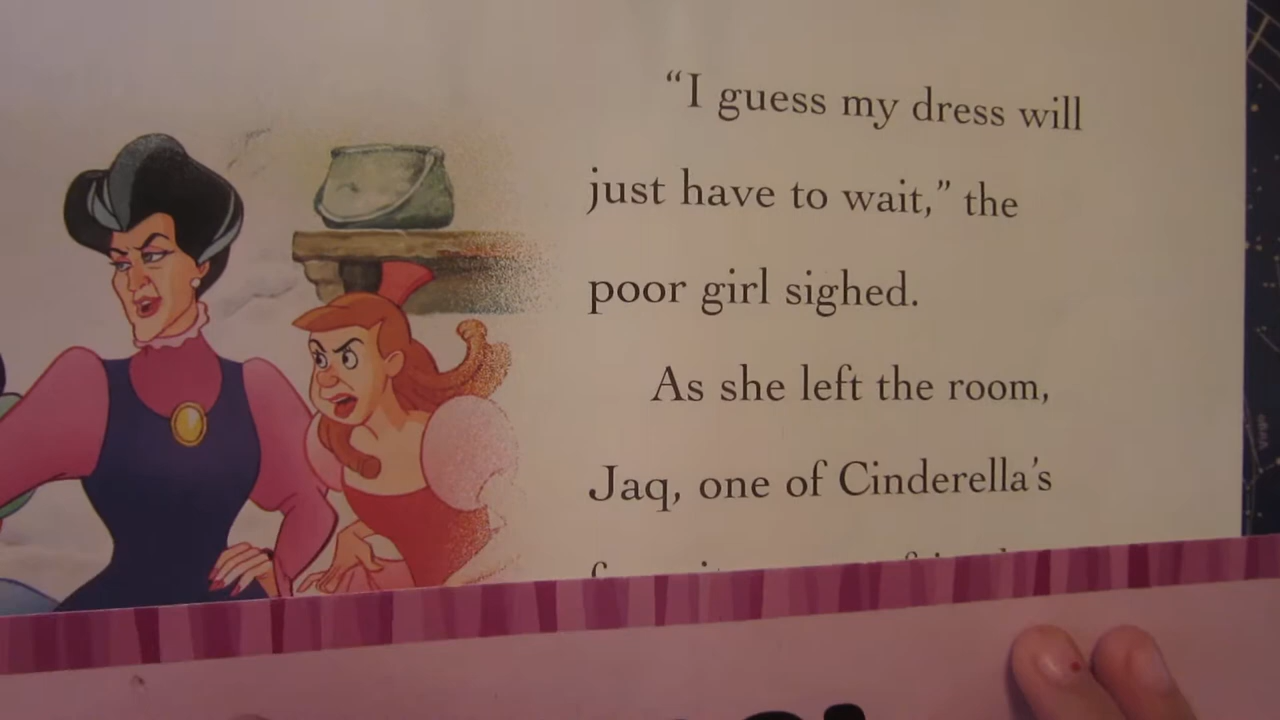 “I guess my dress will
just have to wait,” the
poor girl sighed.
As she left the room,
Jaq, one of Cinderella’s